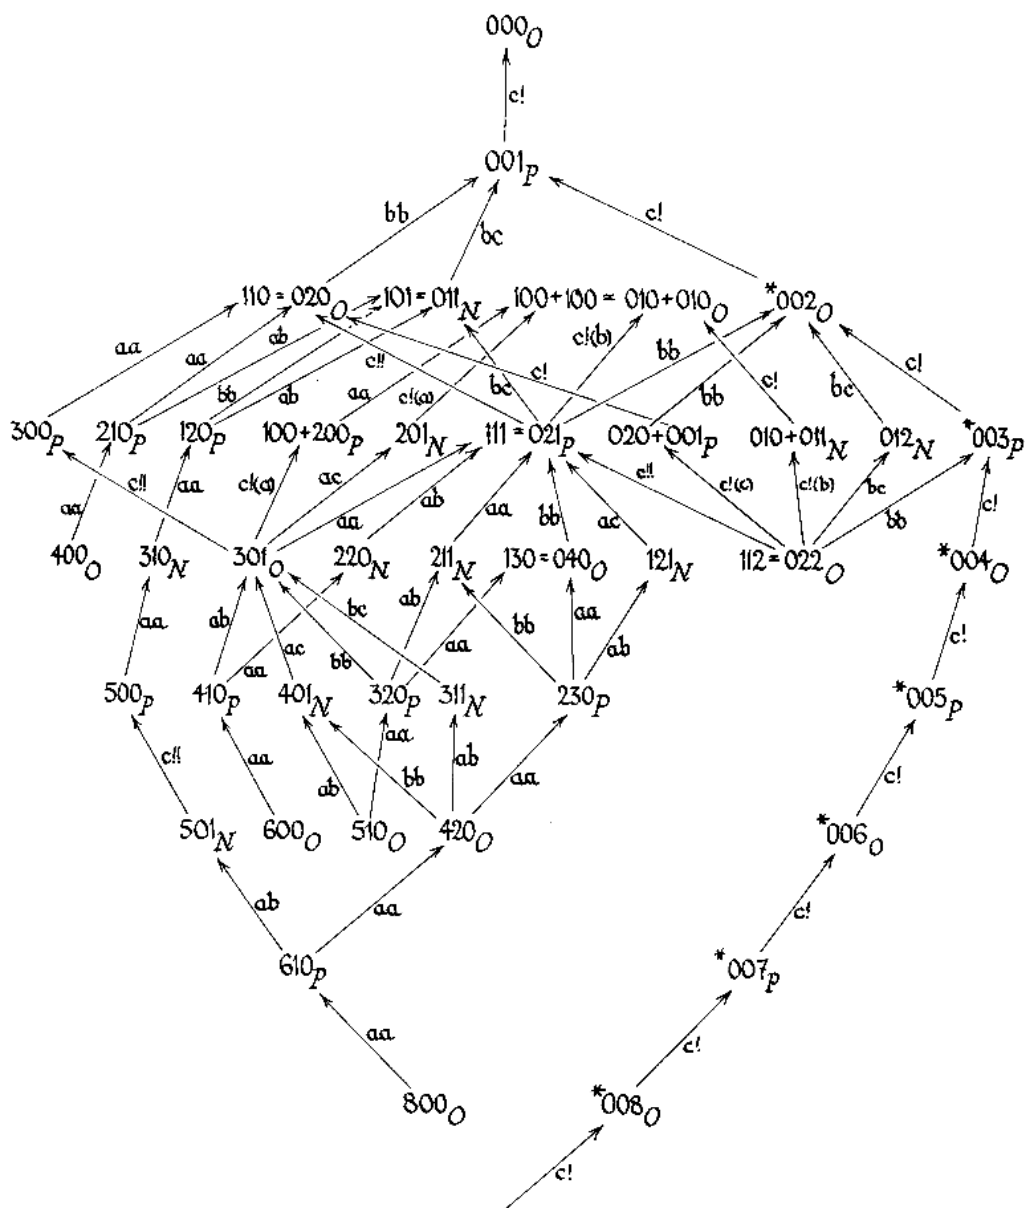 000O
c!
001P
bb bc c!
110=020O 101=011N 100+100=010+010O *002O
aa aa ab bb c!! ab aa c!(a) bc c!(b) c! bb bb c! bc c!
300P 210P 120P 100+200P 201N 111=021P 020+001P 010+011N 012N *003P
aa aa c!! c!(a) ac aa ab aa bb ac c!! c!(c) c!(b) bc bb c!
400O 310N 301O 220N 211N 130=040O 121N 112=022O *004O
aa ab aa ac bb bc ab aa bb aa ab c!
500P 410P 401N 320P 311N 230P *005P
c!! aa ab aa bb ab aa c!
501N 600O 510O 420O *006O
ab aa c!
610P *007P
aa c!
800O *008O
c!